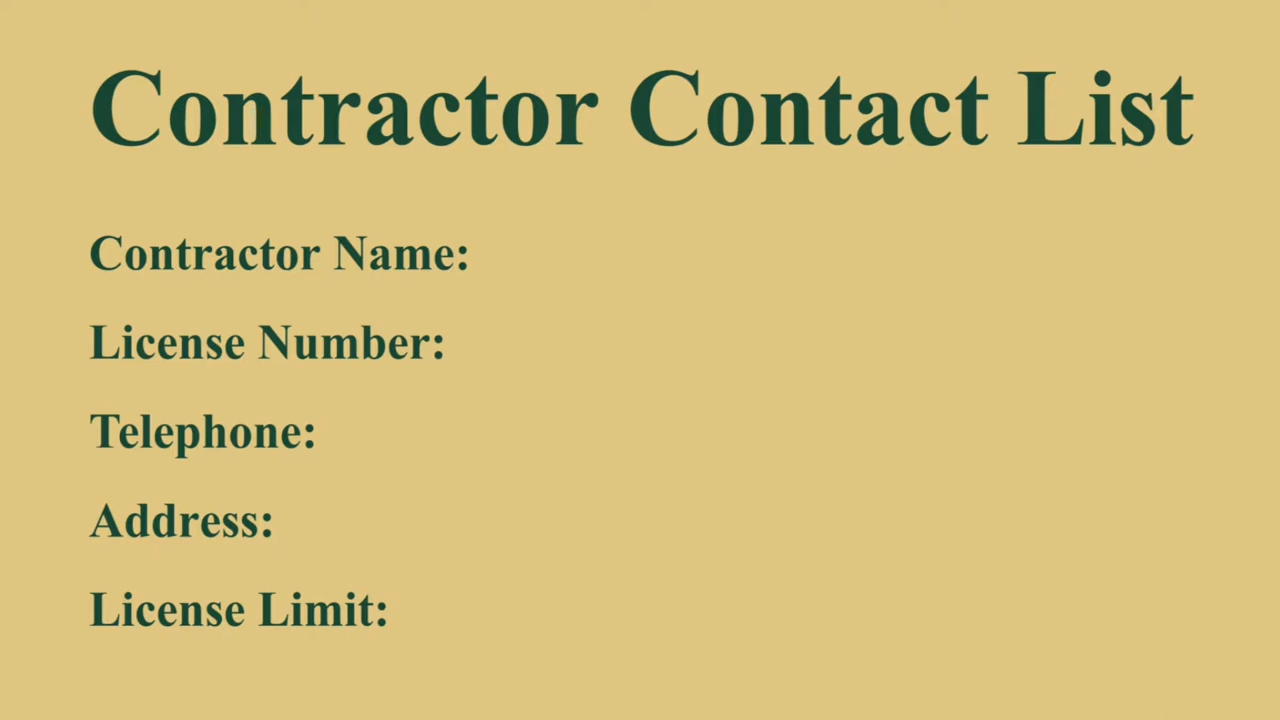 Contractor Contact List
Contractor Name:
License Number:
Telephone:
Address:
License Limit: